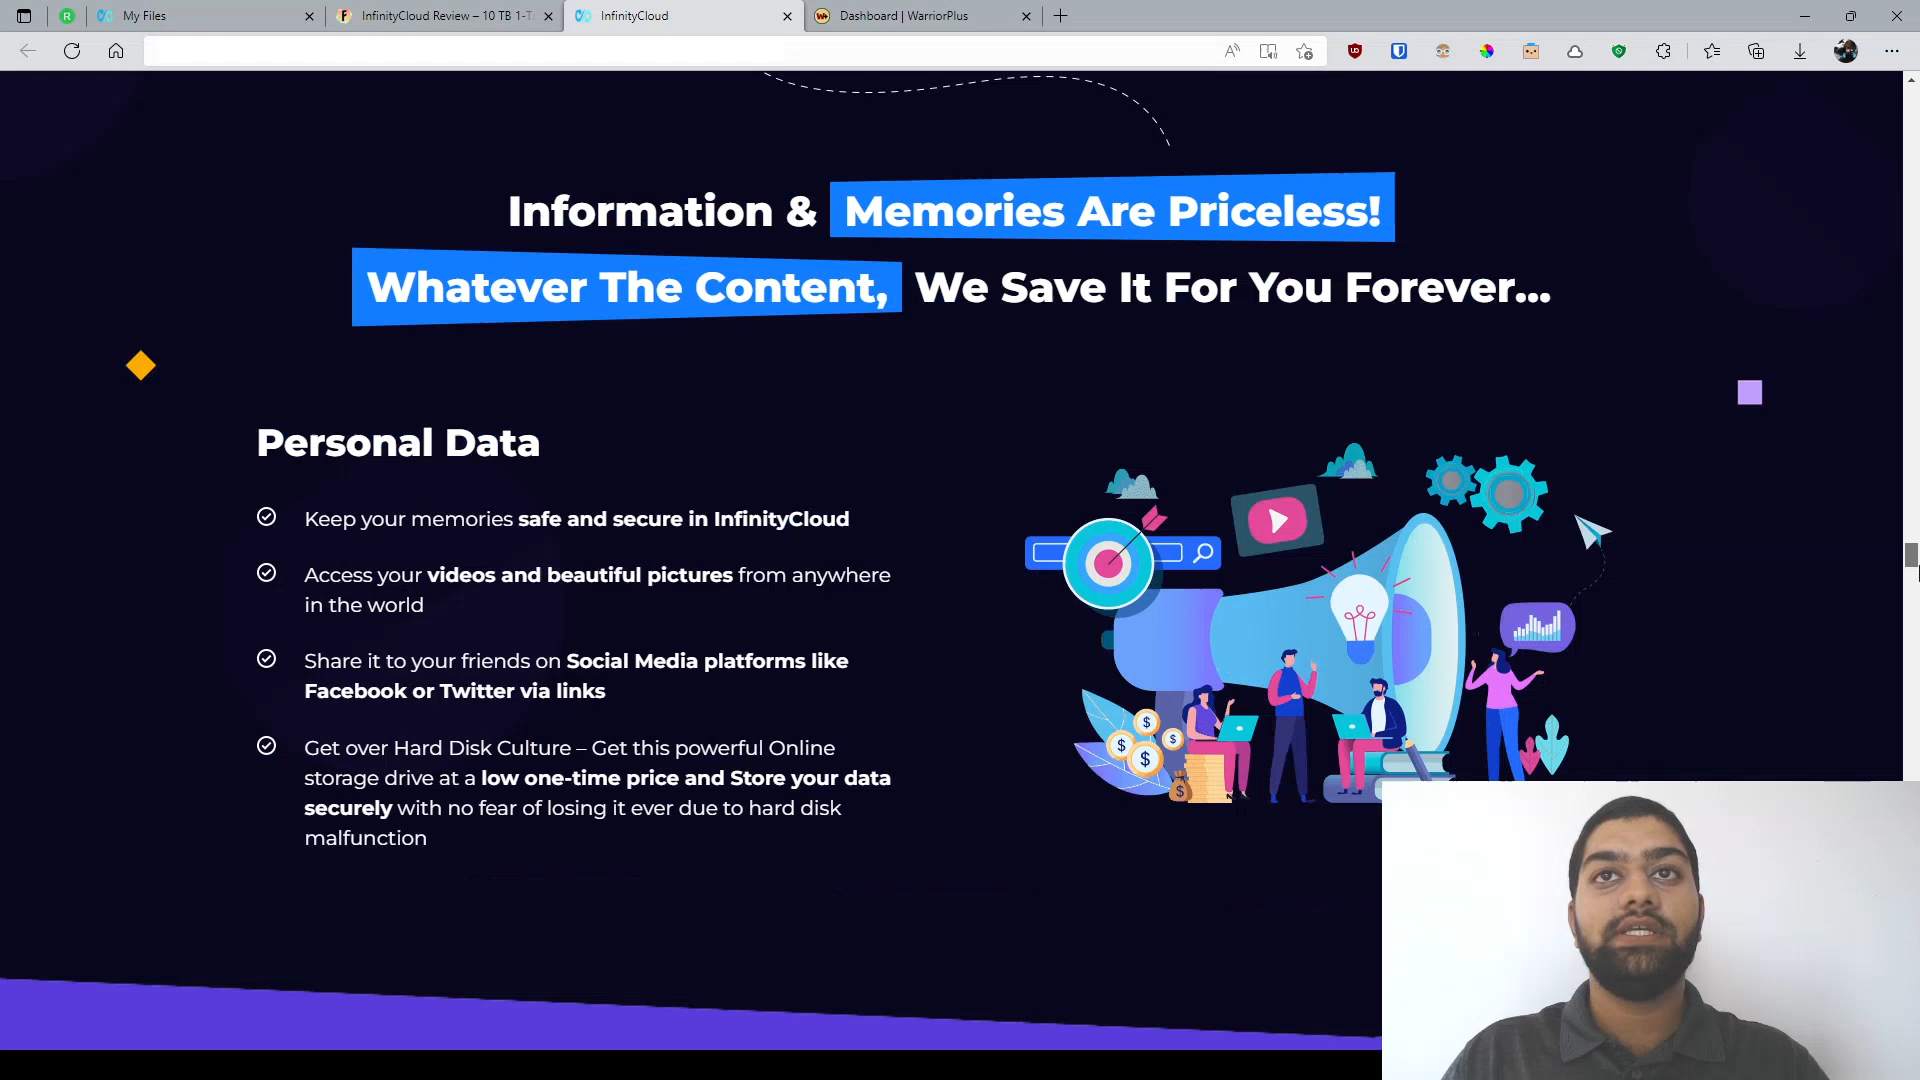 My Files
InfinityCloud Review – 10 TB 1-T
InfinityCloud
Dashboard | WarriorPlus
Information & Memories Are Priceless!
Whatever The Content, We Save It For You Forever...
Personal Data
Keep your memories safe and secure in InfinityCloud
Access your videos and beautiful pictures from anywhere
in the world
Share it to your friends on Social Media platforms like
Facebook or Twitter via links
Get over Hard Disk Culture – Get this powerful Online
storage drive at a low one-time price and Store your data
securely with no fear of losing it ever due to hard disk
malfunction